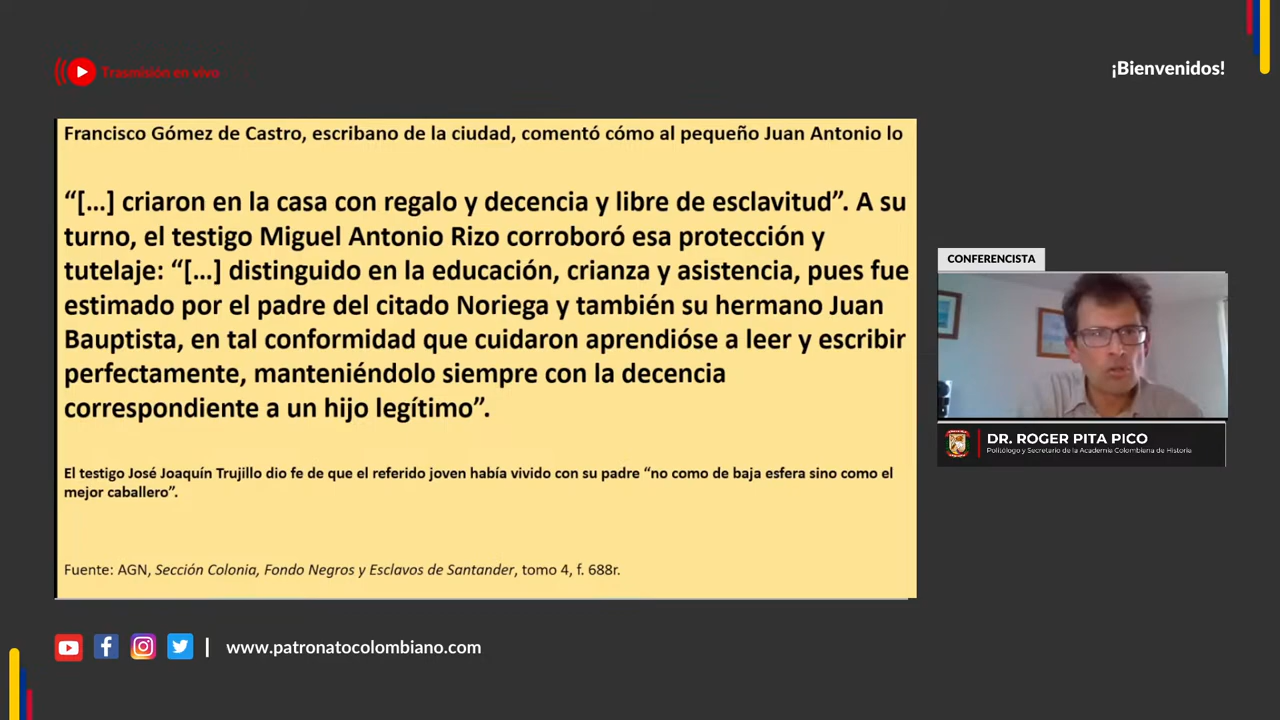 Trasmisión en vivo
¡Bienvenidos!
Francisco Gómez de Castro, escribano de la ciudad, comentó cómo al pequeño Juan Antonio lo
“[…] criaron en la casa con regalo y decencia y libre de esclavitud”. A su
turno, el testigo Miguel Antonio Rizo corroboró esa protección y
tutelaje: “[…] distinguido en la educación, crianza y asistencia, pues fue
estimado por el padre del citado Noriega y también su hermano Juan
Bauptista, en tal conformidad que cuidaron aprendióse a leer y escribir
perfectamente, manteniéndolo siempre con la decencia
correspondiente a un hijo legítimo”.
El testigo José Joaquín Trujillo dio fe de que el referido joven había vivido con su padre “no como de baja esfera sino como el
mejor caballero”.
Fuente: AGN, Sección Colonia, Fondo Negros y Esclavos de Santander, tomo 4, f. 688r.
CONFERENCISTA
DR. ROGER PITA PICO
Politólogo y Secretario de la Academia Colombiana de Historia
www.patronatocolombiano.com